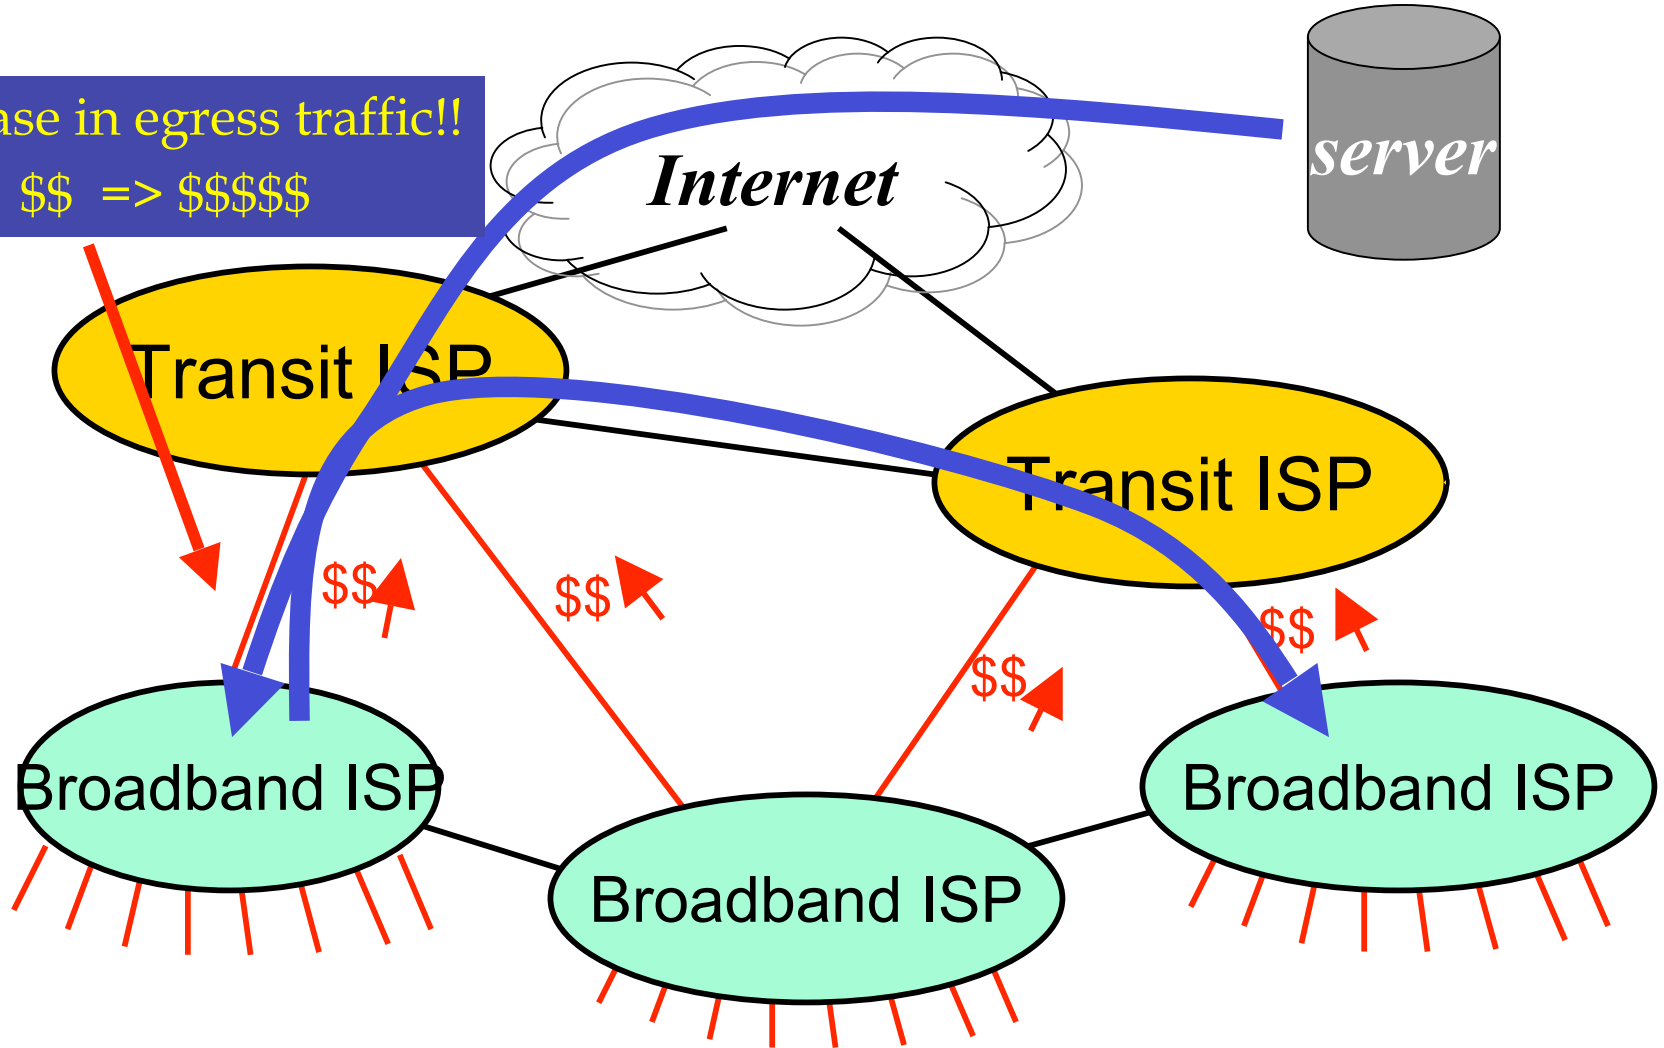 ase in egress traffic!!
$$ => $$$$$
Internet
server
Transit ISP
Transit ISP
$$
$$
$$
$$
Broadband ISP
Broadband ISP
Broadband ISP